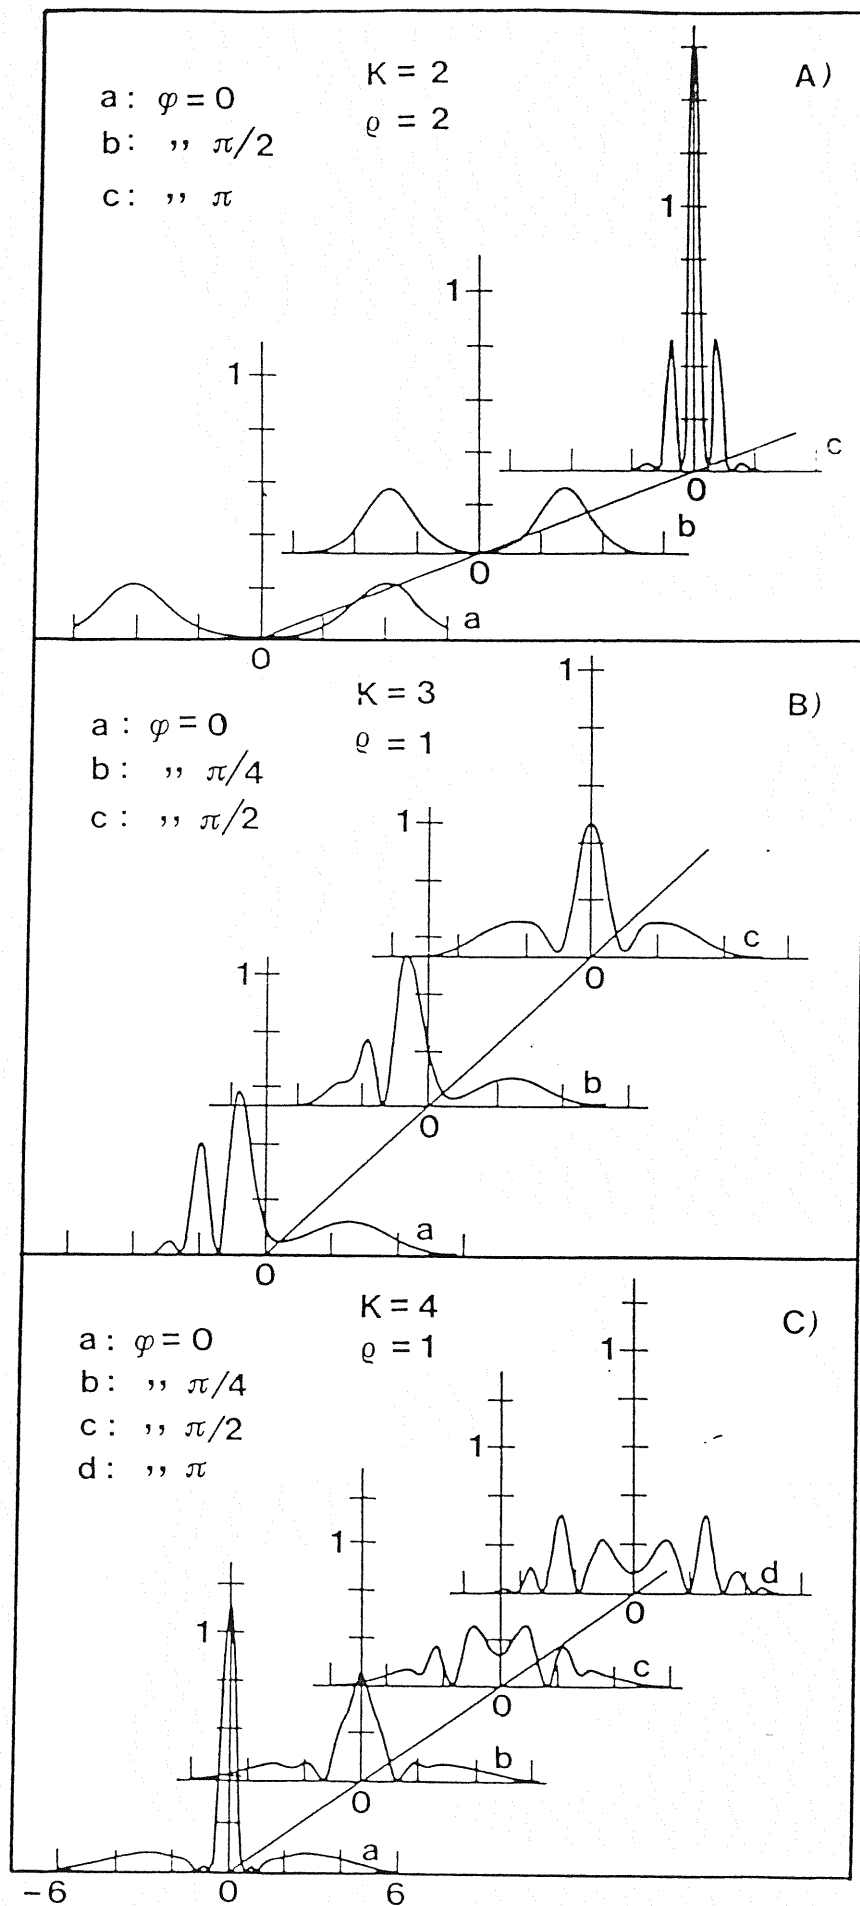 K = 2
A)
a: φ = 0
ϱ = 2
b: ,, π/2
c: ,, π
1
1
1
c
0
b
0
a
0
K = 3
B)
a: φ = 0
ϱ = 1
b: ,, π/4
c: ,, π/2
1
1
c
0
1
b
0
a
0
K = 4
C)
a: φ = 0
ϱ = 1
b: ,, π/4
c: ,, π/2
d: ,, π
1
1
1
d
0
1
c
0
b
0
a
-6 0 6